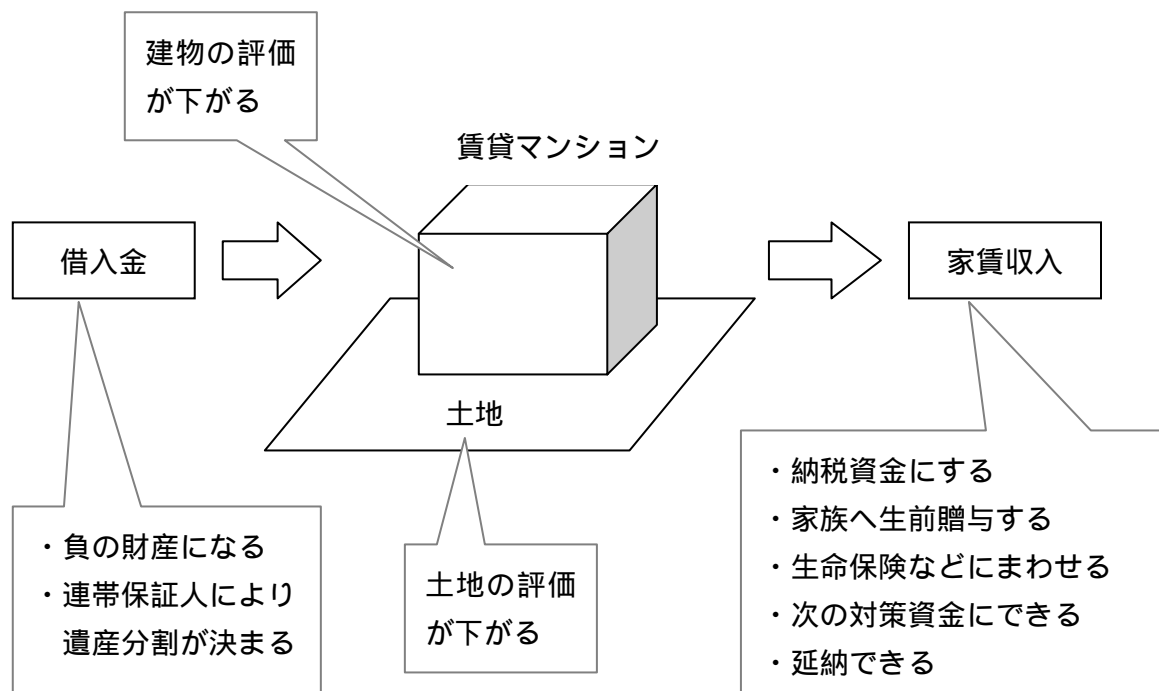 建物の評価
が下がる
賃貸マンション
借入金
家賃収入
土地
・負の財産になる
・連帯保証人により
遺産分割が決まる
土地の評価
が下がる
・納税資金にする
・家族へ生前贈与する
・生命保険などにまわせる
・次の対策資金にできる
・延納できる